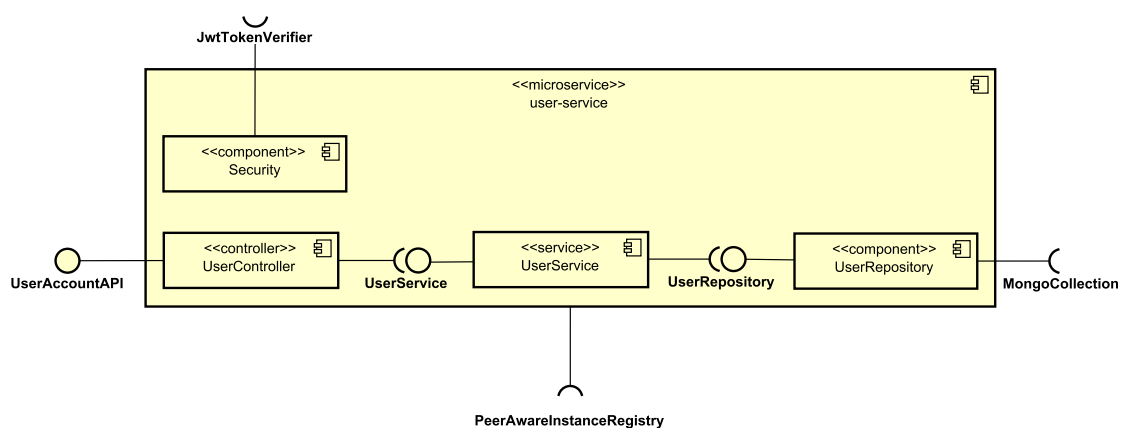 JwtTokenVerifier
<<microservice>>
user-service
<<component>>
Security
<<controller>>
UserController
<<service>>
UserService
<<component>>
UserRepository
UserAccountAPI
UserService
UserRepository
MongoCollection
PeerAwareInstanceRegistry